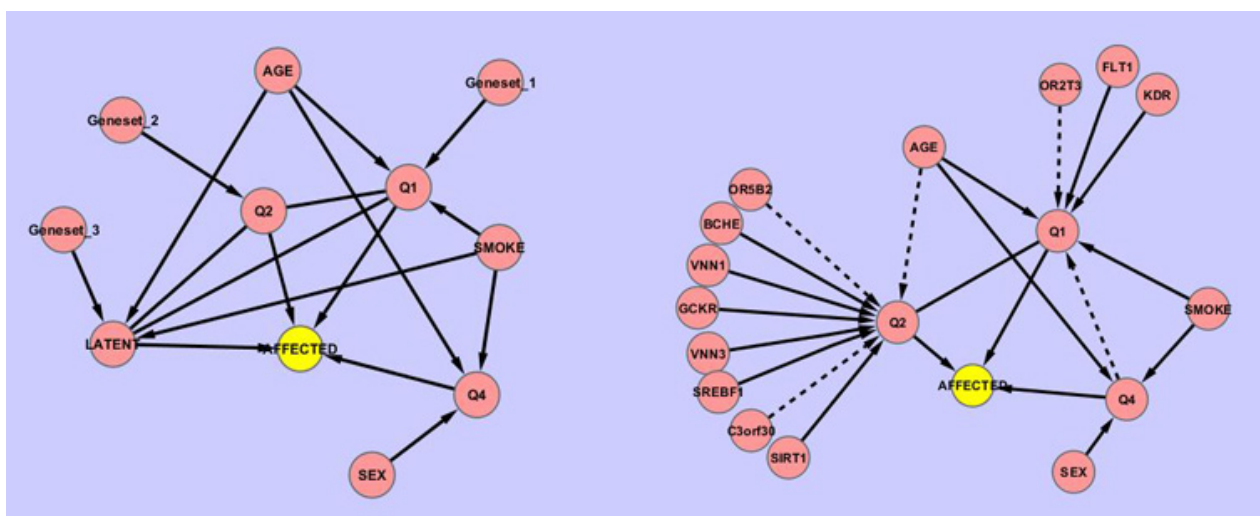 AGE
Geneset_1
Geneset_2
Q1
Q2
Geneset_3
SMOKE
LATENT
AFFECTED
Q4
SEX
FLT1
OR2T3
KDR
AGE
OR5B2
BCHE
Q1
VNN1
GCKR
SMOKE
Q2
VNN3
AFFECTED
SREBF1
Q4
C3orf30
SIRT1
SEX